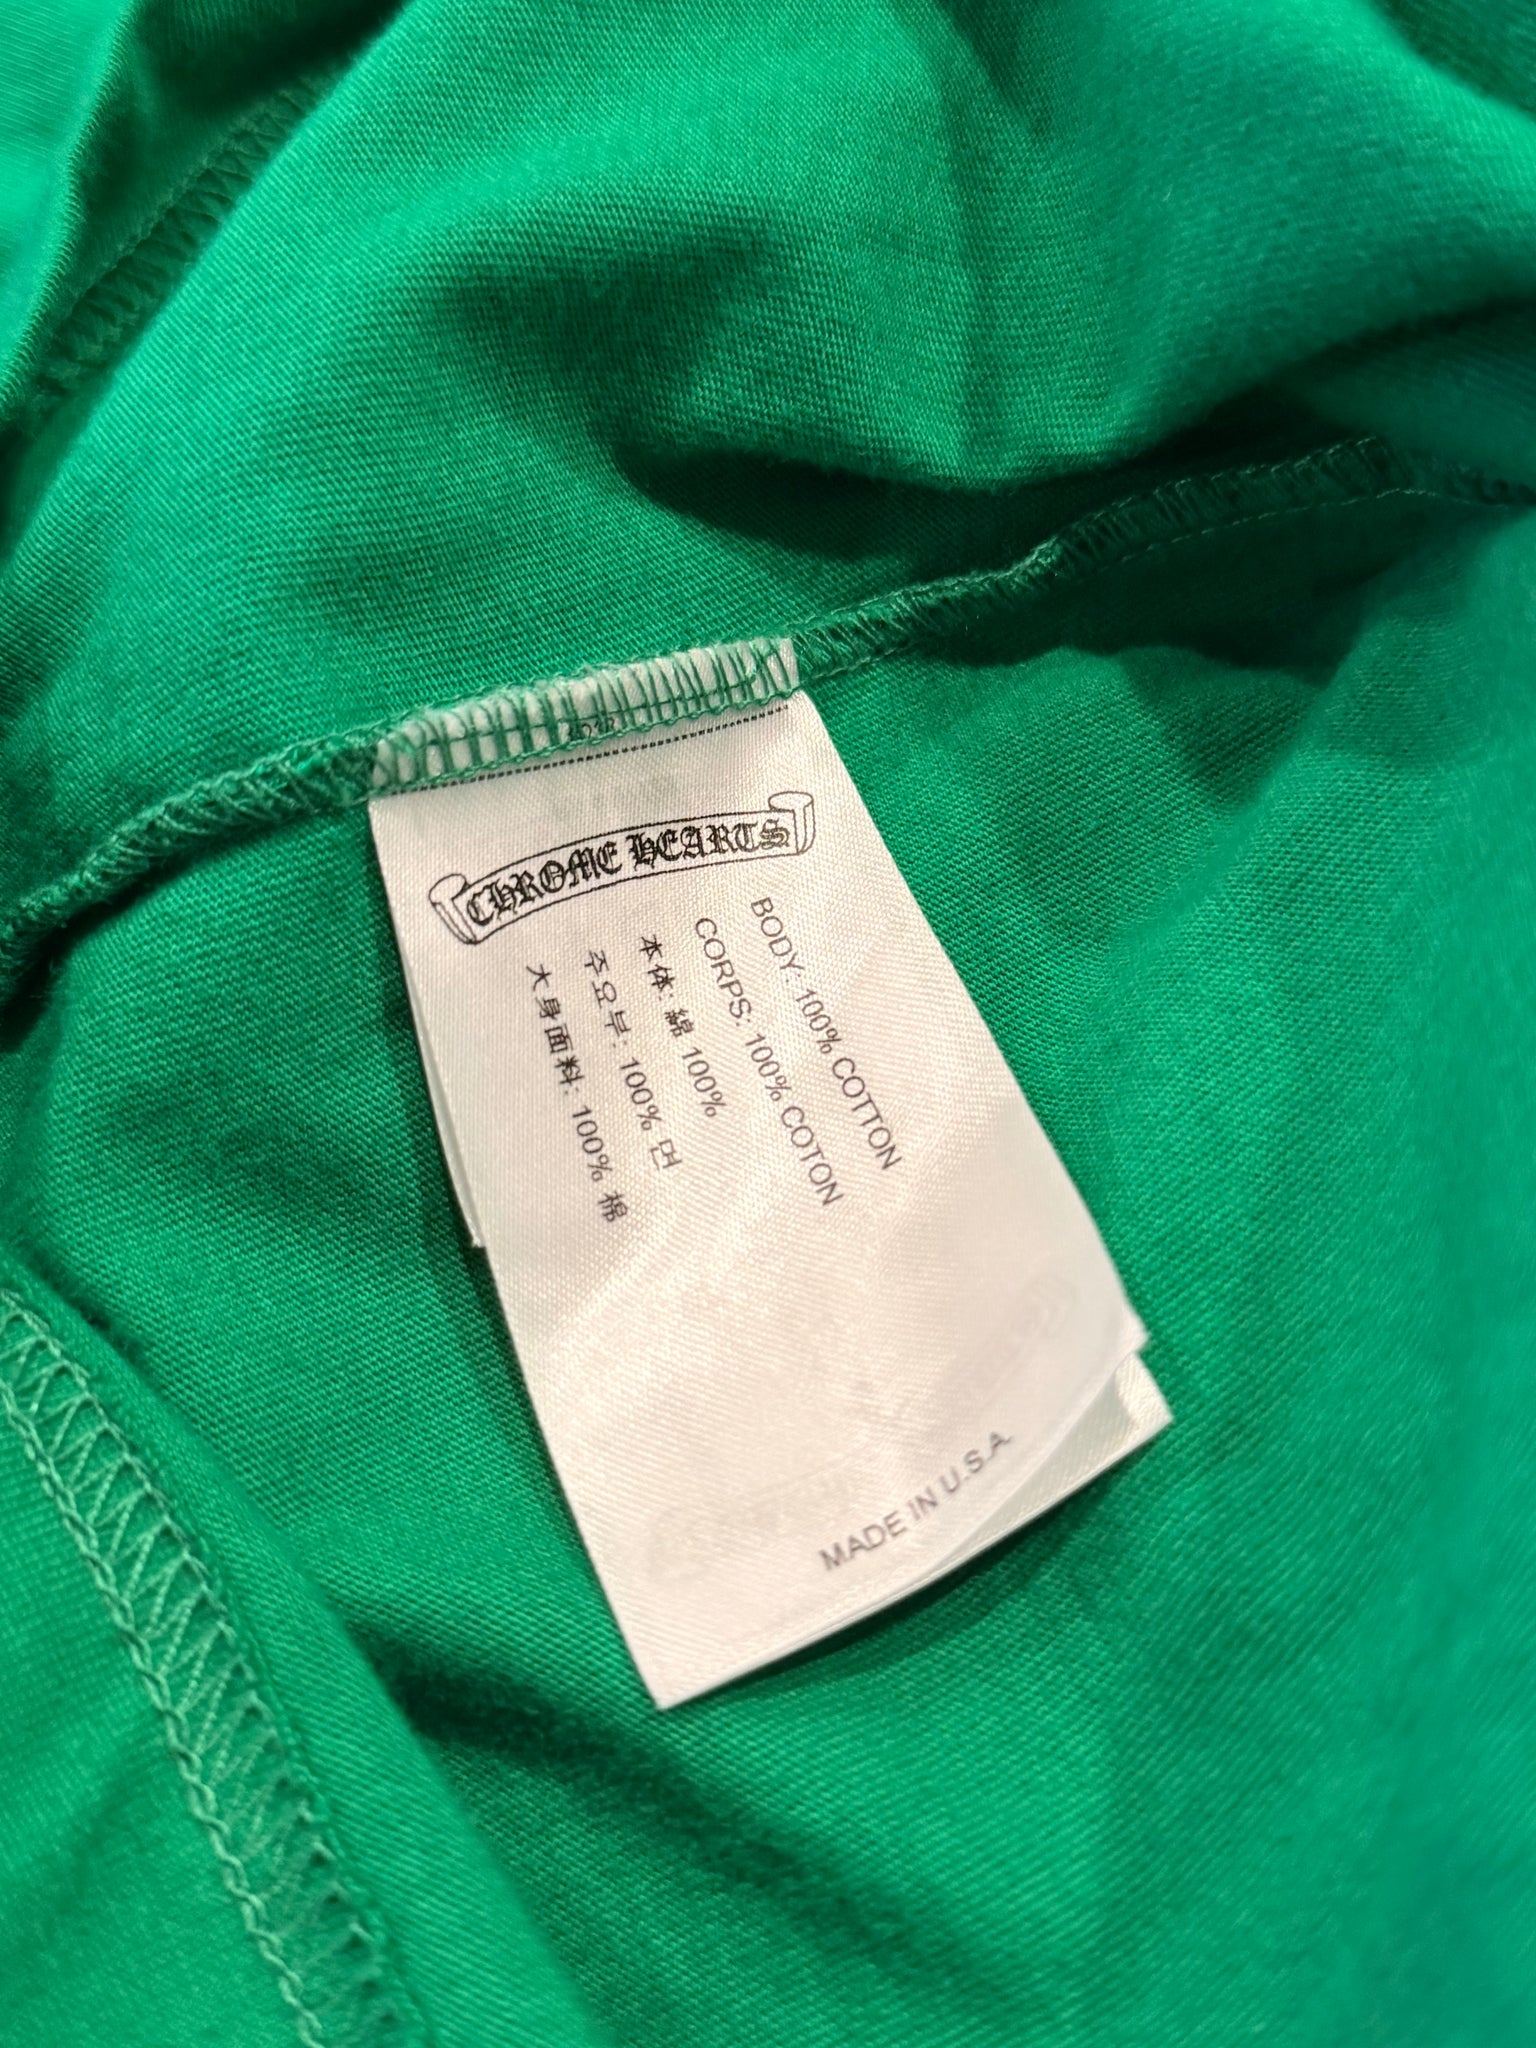 CHROME HEARTS
BODY: 100% COTTON
CORPS: 100% COTON
本体: 綿 100%
주요부: 100% 면
大身面料: 100% 棉
MADE IN U.S.A.